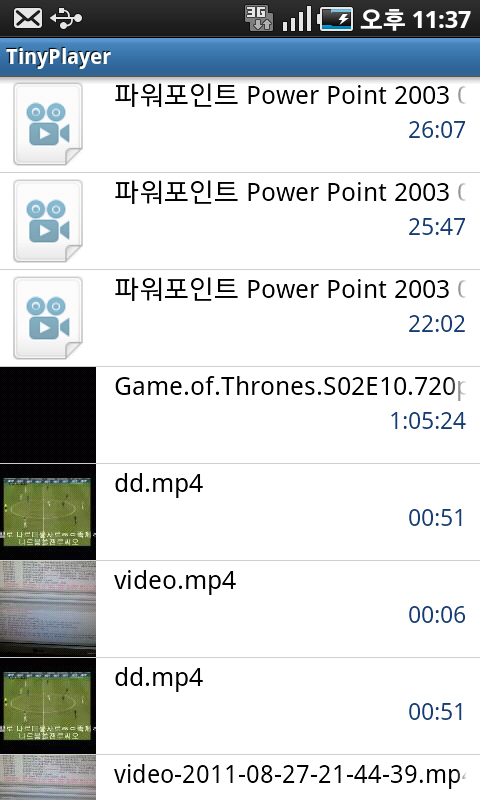 3G
오후 11:37
TinyPlayer
파워포인트 Power Point 2003
26:07
파워포인트 Power Point 2003
25:47
파워포인트 Power Point 2003
22:02
Game.of.Thrones.S02E10.720p
1:05:24
dd.mp4
00:51
video.mp4
00:06
dd.mp4
00:51
video-2011-08-27-21-44-39.mp4